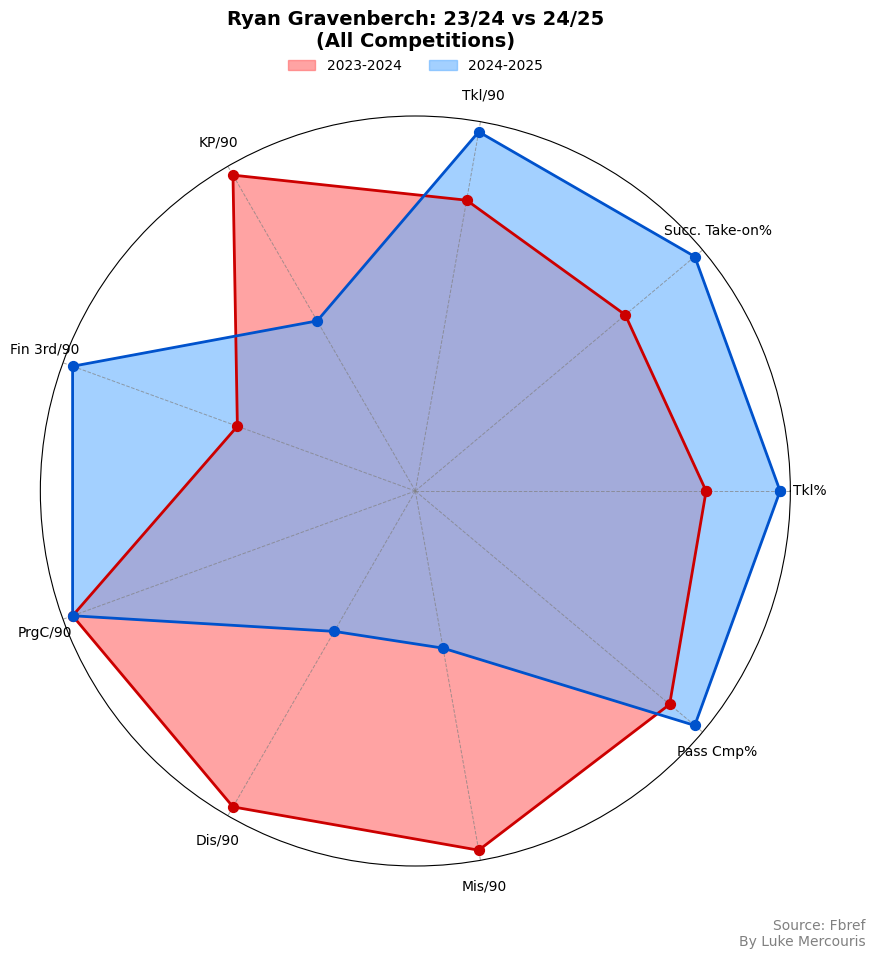 Ryan Gravenberch: 23/24 vs 24/25
(All Competitions)
2023-2024
2024-2025
Tkl/90
KP/90
Succ. Take-on%
Fin 3rd/90
Tkl%
PrgC/90
Pass Cmp%
Dis/90
Mis/90
Source: Fbref
By Luke Mercouris